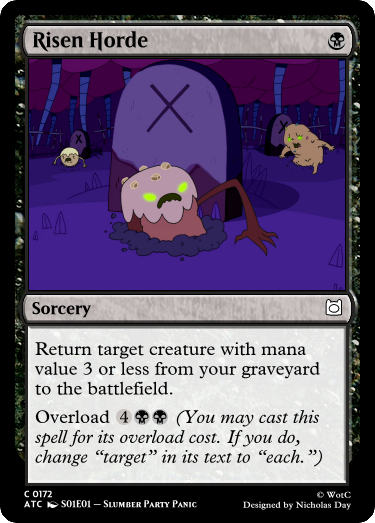 Risen Horde
Sorcery
Return target creature with mana
value 3 or less from your graveyard
to the battlefield.
Overload 4 (You may cast this
spell for its overload cost. If you do,
change “target” in its text to “each.”)
C 0172
© WotC
ATC S01E01 – Slumber Party Panic
Designed by Nicholas Day